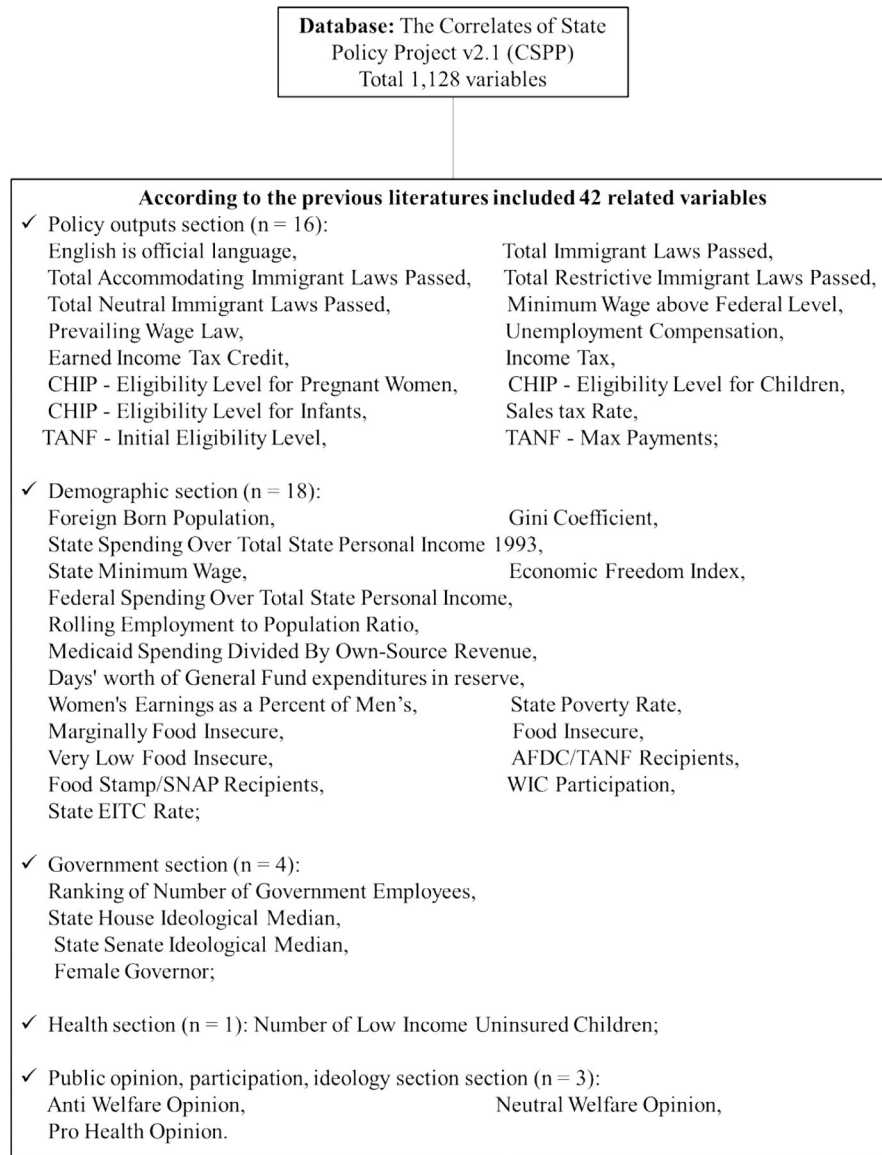 Database: The Correlates of State
Policy Project v2.1 (CSPP)
Total 1,128 variables
According to the previous literatures included 42 related variables
✓ Policy outputs section (n = 16):
English is official language, Total Immigrant Laws Passed,
Total Accommodating Immigrant Laws Passed, Total Restrictive Immigrant Laws Passed,
Total Neutral Immigrant Laws Passed, Minimum Wage above Federal Level,
Prevailing Wage Law, Unemployment Compensation,
Earned Income Tax Credit, Income Tax,
CHIP - Eligibility Level for Pregnant Women, CHIP - Eligibility Level for Children,
CHIP - Eligibility Level for Infants, Sales tax Rate,
TANF - Initial Eligibility Level, TANF - Max Payments;
✓ Demographic section (n = 18):
Foreign Born Population, Gini Coefficient,
State Spending Over Total State Personal Income 1993,
State Minimum Wage, Economic Freedom Index,
Federal Spending Over Total State Personal Income,
Rolling Employment to Population Ratio,
Medicaid Spending Divided By Own-Source Revenue,
Days' worth of General Fund expenditures in reserve,
Women's Earnings as a Percent of Men’s, State Poverty Rate,
Marginally Food Insecure, Food Insecure,
Very Low Food Insecure, AFDC/TANF Recipients,
Food Stamp/SNAP Recipients, WIC Participation,
State EITC Rate;
✓ Government section (n = 4):
Ranking of Number of Government Employees,
State House Ideological Median,
State Senate Ideological Median,
Female Governor;
✓ Health section (n = 1): Number of Low Income Uninsured Children;
✓ Public opinion, participation, ideology section section (n = 3):
Anti Welfare Opinion, Neutral Welfare Opinion,
Pro Health Opinion.